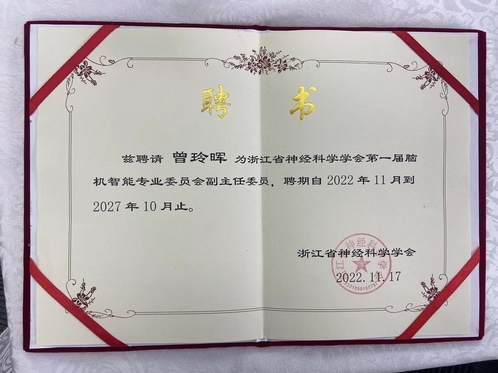 聘 书
兹聘请 曾玲晖 为浙江省神经科学学会第一届脑
机智能专业委员会副主任委员，聘期自 2022 年 11 月到
2027 年 10 月止。
浙江省神经科学学会
2022.11.17